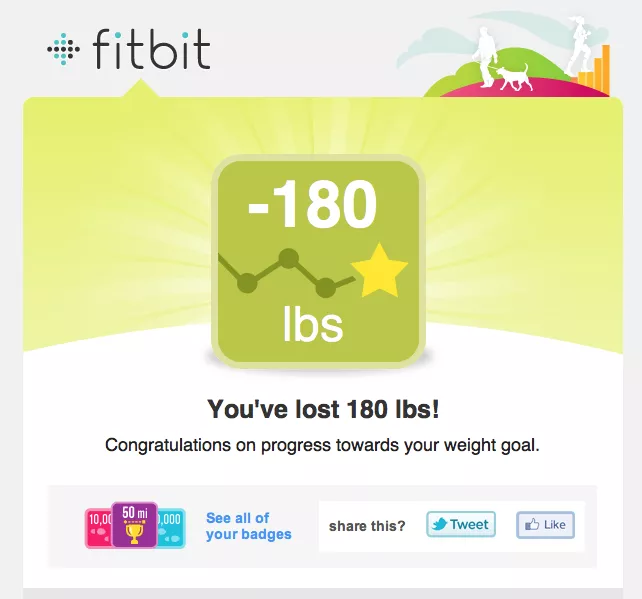 fitbit
-180
lbs
You've lost 180 lbs!
Congratulations on progress towards your weight goal.
10,00
50 mi
0,000
See all of
your badges
share this?
Tweet
Like